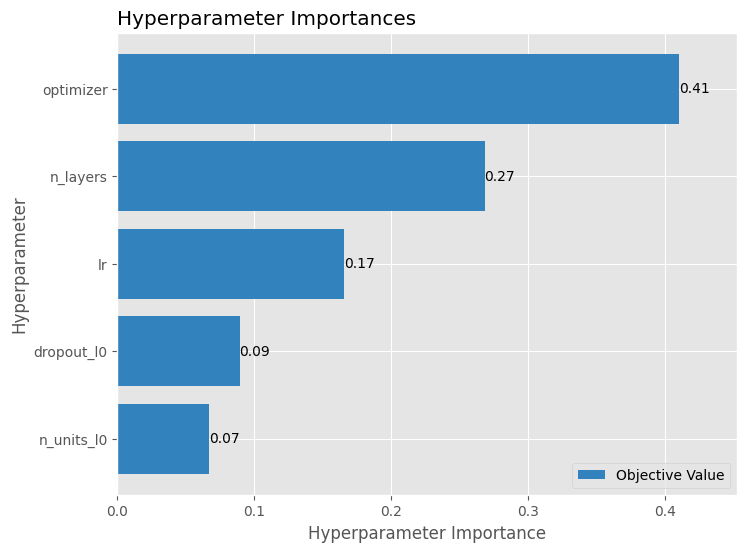 Hyperparameter Importances
Hyperparameter
optimizer
0.41
n_layers
0.27
lr
0.17
dropout_l0
0.09
n_units_l0
0.07
Objective Value
0.0
0.1
0.2
0.3
0.4
Hyperparameter Importance